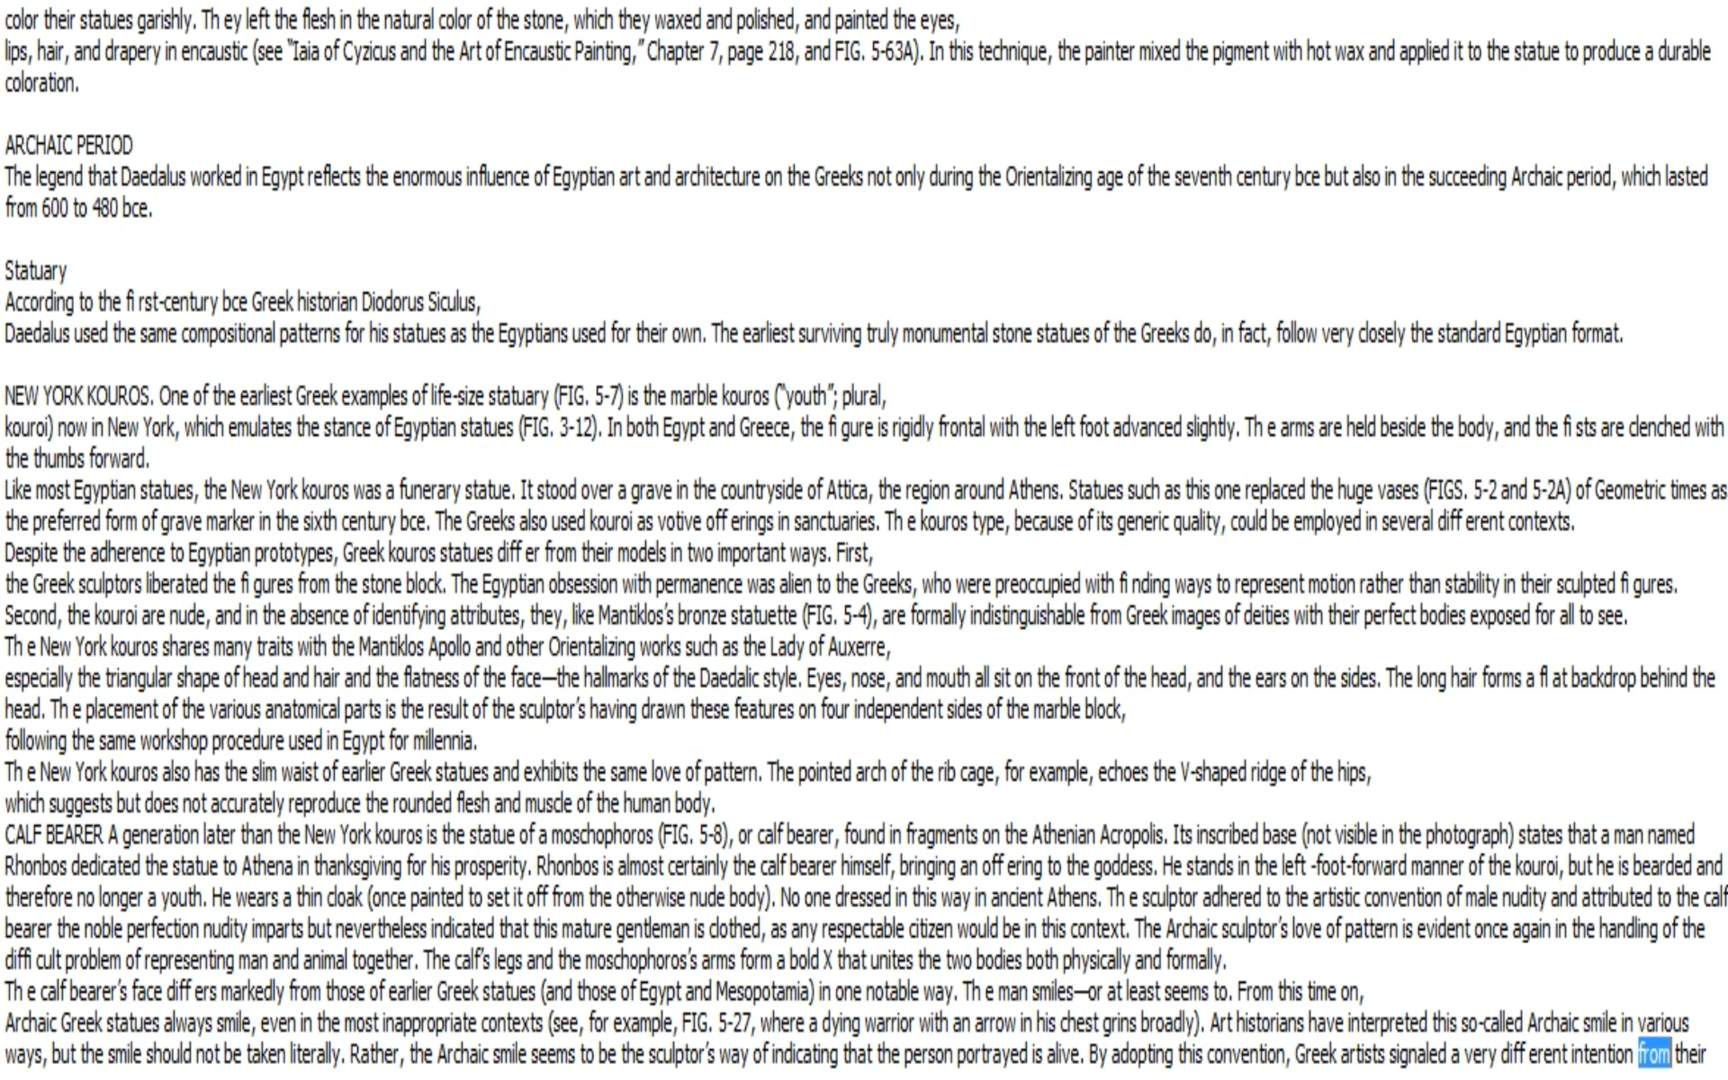 color their statues garishly. Th ey left the flesh in the natural color of the stone, which they waxed and polished, and painted the eyes,
lips, hair, and drapery in encaustic (see "Iaia of Cyzicus and the Art of Encaustic Painting," Chapter 7, page 218, and FIG. 5-63A). In this technique, the painter mixed the pigment with hot wax and applied it to the statue to produce a durable
coloration.
ARCHAIC PERIOD
The legend that Daedalus worked in Egypt reflects the enormous influence of Egyptian art and architecture on the Greeks not only during the Orientalizing age of the seventh century bce but also in the succeeding Archaic period, which lasted
from 600 to 480 bce.
Statuary
According to the fi rst-century bce Greek historian Diodorus Siculus,
Daedalus used the same compositional patterns for his statues as the Egyptians used for their own. The earliest surviving truly monumental stone statues of the Greeks do, in fact, follow very closely the standard Egyptian format.
NEW YORK KOUROS. One of the earliest Greek examples of life-size statuary (FIG. 5-7) is the marble kouros ("youth"; plural,
kouroi) now in New York, which emulates the stance of Egyptian statues (FIG. 3-12). In both Egypt and Greece, the fi gure is rigidly frontal with the left foot advanced slightly. Th e arms are held beside the body, and the fi sts are clenched with
the thumbs forward.
Like most Egyptian statues, the New York kouros was a funerary statue. It stood over a grave in the countryside of Attica, the region around Athens. Statues such as this one replaced the huge vases (FIGS. 5-2 and 5-2A) of Geometric times as
the preferred form of grave marker in the sixth century bce. The Greeks also used kouroi as votive off erings in sanctuaries. Th e kouros type, because of its generic quality, could be employed in several diff erent contexts.
Despite the adherence to Egyptian prototypes, Greek kouros statues diff er from their models in two important ways. First,
the Greek sculptors liberated the fi gures from the stone block. The Egyptian obsession with permanence was alien to the Greeks, who were preoccupied with fi nding ways to represent motion rather than stability in their sculpted fi gures.
Second, the kouroi are nude, and in the absence of identifying attributes, they, like Mantiklos's bronze statuette (FIG. 5-4), are formally indistinguishable from Greek images of deities with their perfect bodies exposed for all to see.
Th e New York kouros shares many traits with the Mantiklos Apollo and other Orientalizing works such as the Lady of Auxerre,
especially the triangular shape of head and hair and the flatness of the face—the hallmarks of the Daedalic style. Eyes, nose, and mouth all sit on the front of the head, and the ears on the sides. The long hair forms a fl at backdrop behind the
head. Th e placement of the various anatomical parts is the result of the sculptor's having drawn these features on four independent sides of the marble block,
following the same workshop procedure used in Egypt for millennia.
Th e New York kouros also has the slim waist of earlier Greek statues and exhibits the same love of pattern. The pointed arch of the rib cage, for example, echoes the V-shaped ridge of the hips,
which suggests but does not accurately reproduce the rounded flesh and muscle of the human body.
CALF BEARER A generation later than the New York kouros is the statue of a moschophoros (FIG. 5-8), or calf bearer, found in fragments on the Athenian Acropolis. Its inscribed base (not visible in the photograph) states that a man named
Rhonbos dedicated the statue to Athena in thanksgiving for his prosperity. Rhonbos is almost certainly the calf bearer himself, bringing an off ering to the goddess. He stands in the left -foot-forward manner of the kouroi, but he is bearded and
therefore no longer a youth. He wears a thin cloak (once painted to set it off from the otherwise nude body). No one dressed in this way in ancient Athens. Th e sculptor adhered to the artistic convention of male nudity and attributed to the calf
bearer the noble perfection nudity imparts but nevertheless indicated that this mature gentleman is clothed, as any respectable citizen would be in this context. The Archaic sculptor's love of pattern is evident once again in the handling of the
diffi cult problem of representing man and animal together. The calf's legs and the moschophoros's arms form a bold X that unites the two bodies both physically and formally.
Th e calf bearer's face diff ers markedly from those of earlier Greek statues (and those of Egypt and Mesopotamia) in one notable way. Th e man smiles—or at least seems to. From this time on,
Archaic Greek statues always smile, even in the most inappropriate contexts (see, for example, FIG. 5-27, where a dying warrior with an arrow in his chest grins broadly). Art historians have interpreted this so-called Archaic smile in various
ways, but the smile should not be taken literally. Rather, the Archaic smile seems to be the sculptor's way of indicating that the person portrayed is alive. By adopting this convention, Greek artists signaled a very diff erent intention from their